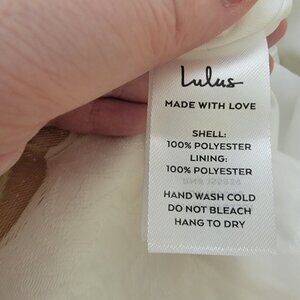 Lulus
MADE WITH LOVE
SHELL:
100% POLYESTER
LINING:
100% POLYESTER
HAND WASH COLD
DO NOT BLEACH
HANG TO DRY